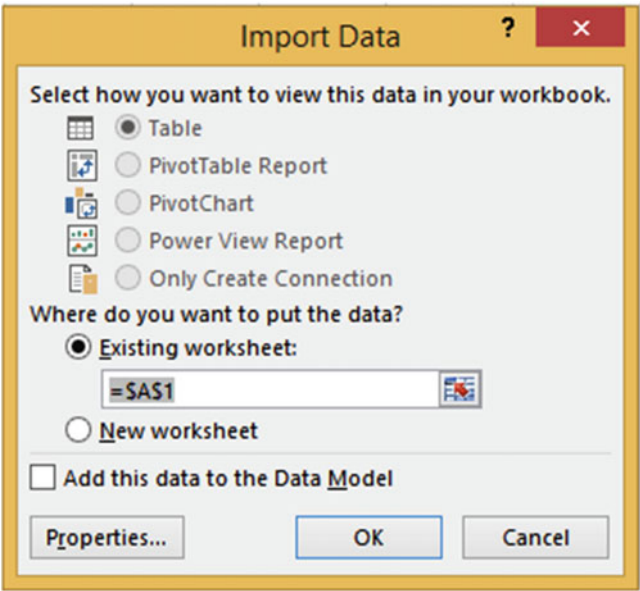 Import Data ?
Select how you want to view this data in your workbook.
Table
PivotTable Report
PivotChart
Power View Report
Only Create Connection
Where do you want to put the data?
Existing worksheet:
=$A$1
New worksheet
Add this data to the Data Model
Properties... OK Cancel